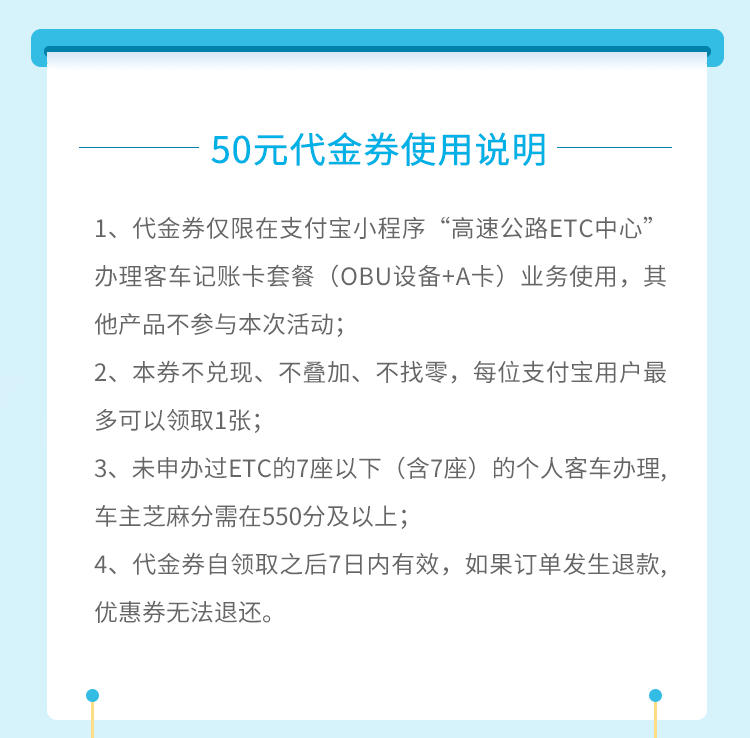 50元代金券使用说明
1、代金券仅限在支付宝小程序“高速公路ETC中心”
办理客车记账卡套餐（OBU设备+A卡）业务使用，其
他产品不参与本次活动；
2、本券不兑现、不叠加、不找零，每位支付宝用户最
多可以领取1张；
3、未申办过ETC的7座以下（含7座）的个人客车办理,
车主芝麻分需在550分及以上；
4、代金券自领取之后7日内有效，如果订单发生退款,
优惠券无法退还。